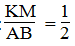 : KM/AB = 1/2